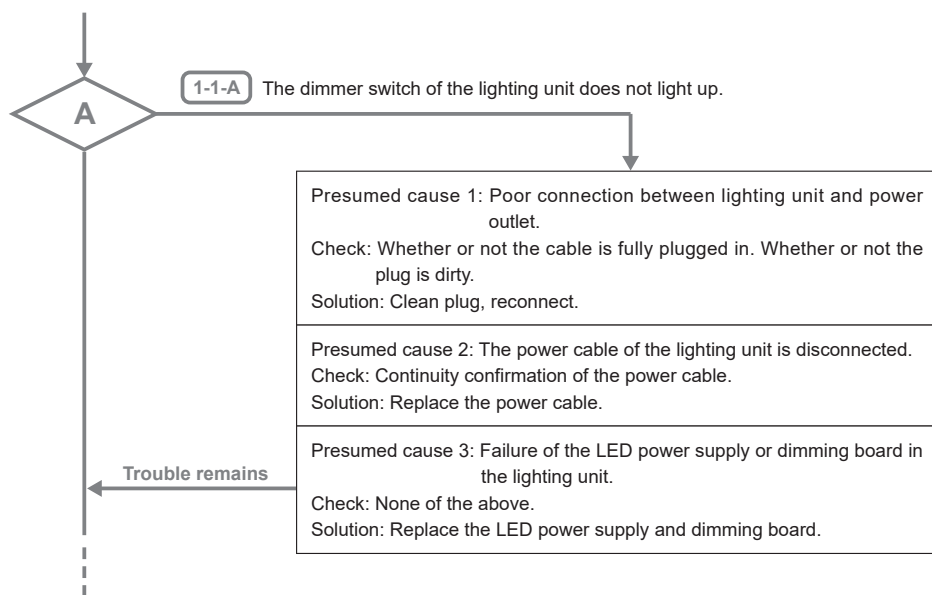 1-1-A The dimmer switch of the lighting unit does not light up.
A
Presumed cause 1: Poor connection between lighting unit and power
outlet.
Check: Whether or not the cable is fully plugged in. Whether or not the
plug is dirty.
Solution: Clean plug, reconnect.
Presumed cause 2: The power cable of the lighting unit is disconnected.
Check: Continuity confirmation of the power cable.
Solution: Replace the power cable.
Presumed cause 3: Failure of the LED power supply or dimming board in
the lighting unit.
Check: None of the above.
Solution: Replace the LED power supply and dimming board.
Trouble remains